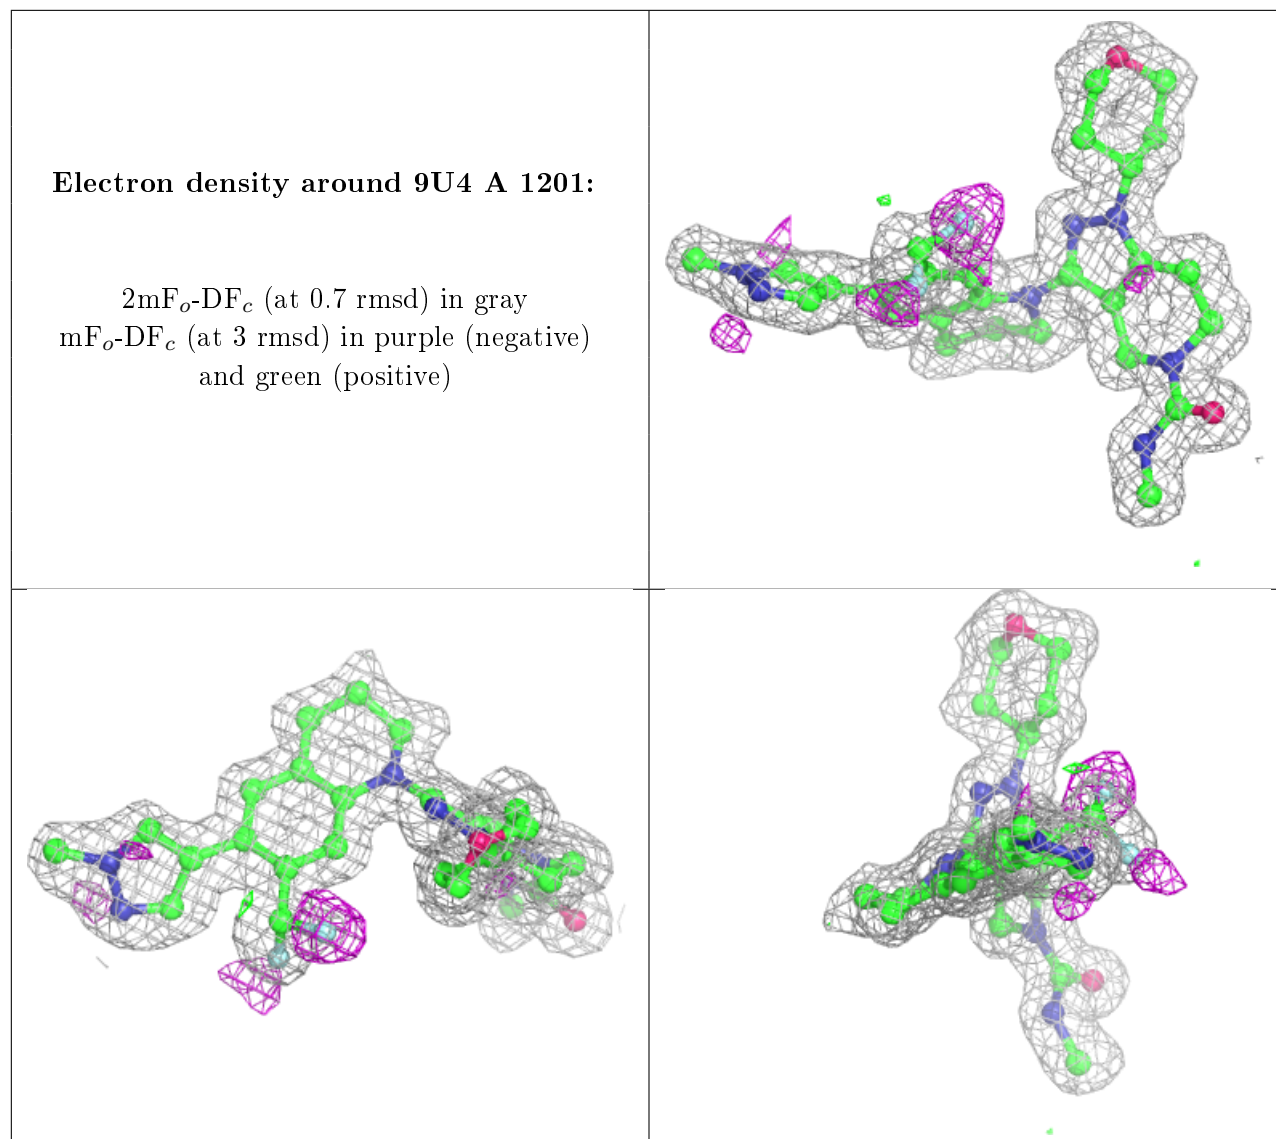 Electron density around 9U4 A 1201:
2mFo-DFc (at 0.7 rmsd) in gray
mFo-DFc (at 3 rmsd) in purple (negative)
and green (positive)